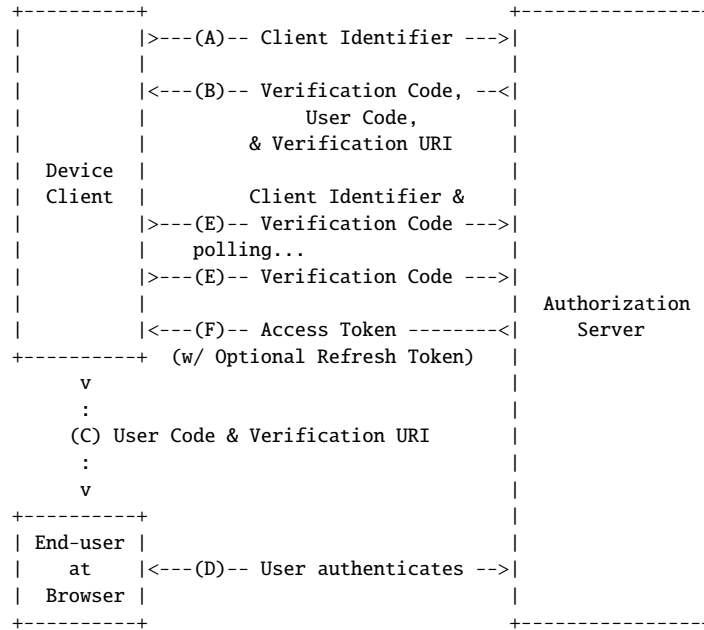 +----------+                                +----------------
|          |>---(A)-- Client Identifier --->|
|          |                                |
|          |<---(B)-- Verification Code, --<|
|          |              User Code,        |
|          |         & Verification URI     |
|  Device  |                                |
|  Client  |         Client Identifier &    |
|          |>---(E)-- Verification Code --->|
|          |    polling...                  |
|          |>---(E)-- Verification Code --->|
|          |                                |  Authorization
|          |<---(F)-- Access Token --------<|     Server
+----------+  (w/ Optional Refresh Token)   |
      v                                     |
      :                                     |
     (C) User Code & Verification URI       |
      :                                     |
      v                                     |
+----------+                                |
| End-user |                                |
|    at    |<---(D)-- User authenticates -->|
|  Browser |                                |
+----------+                                +----------------